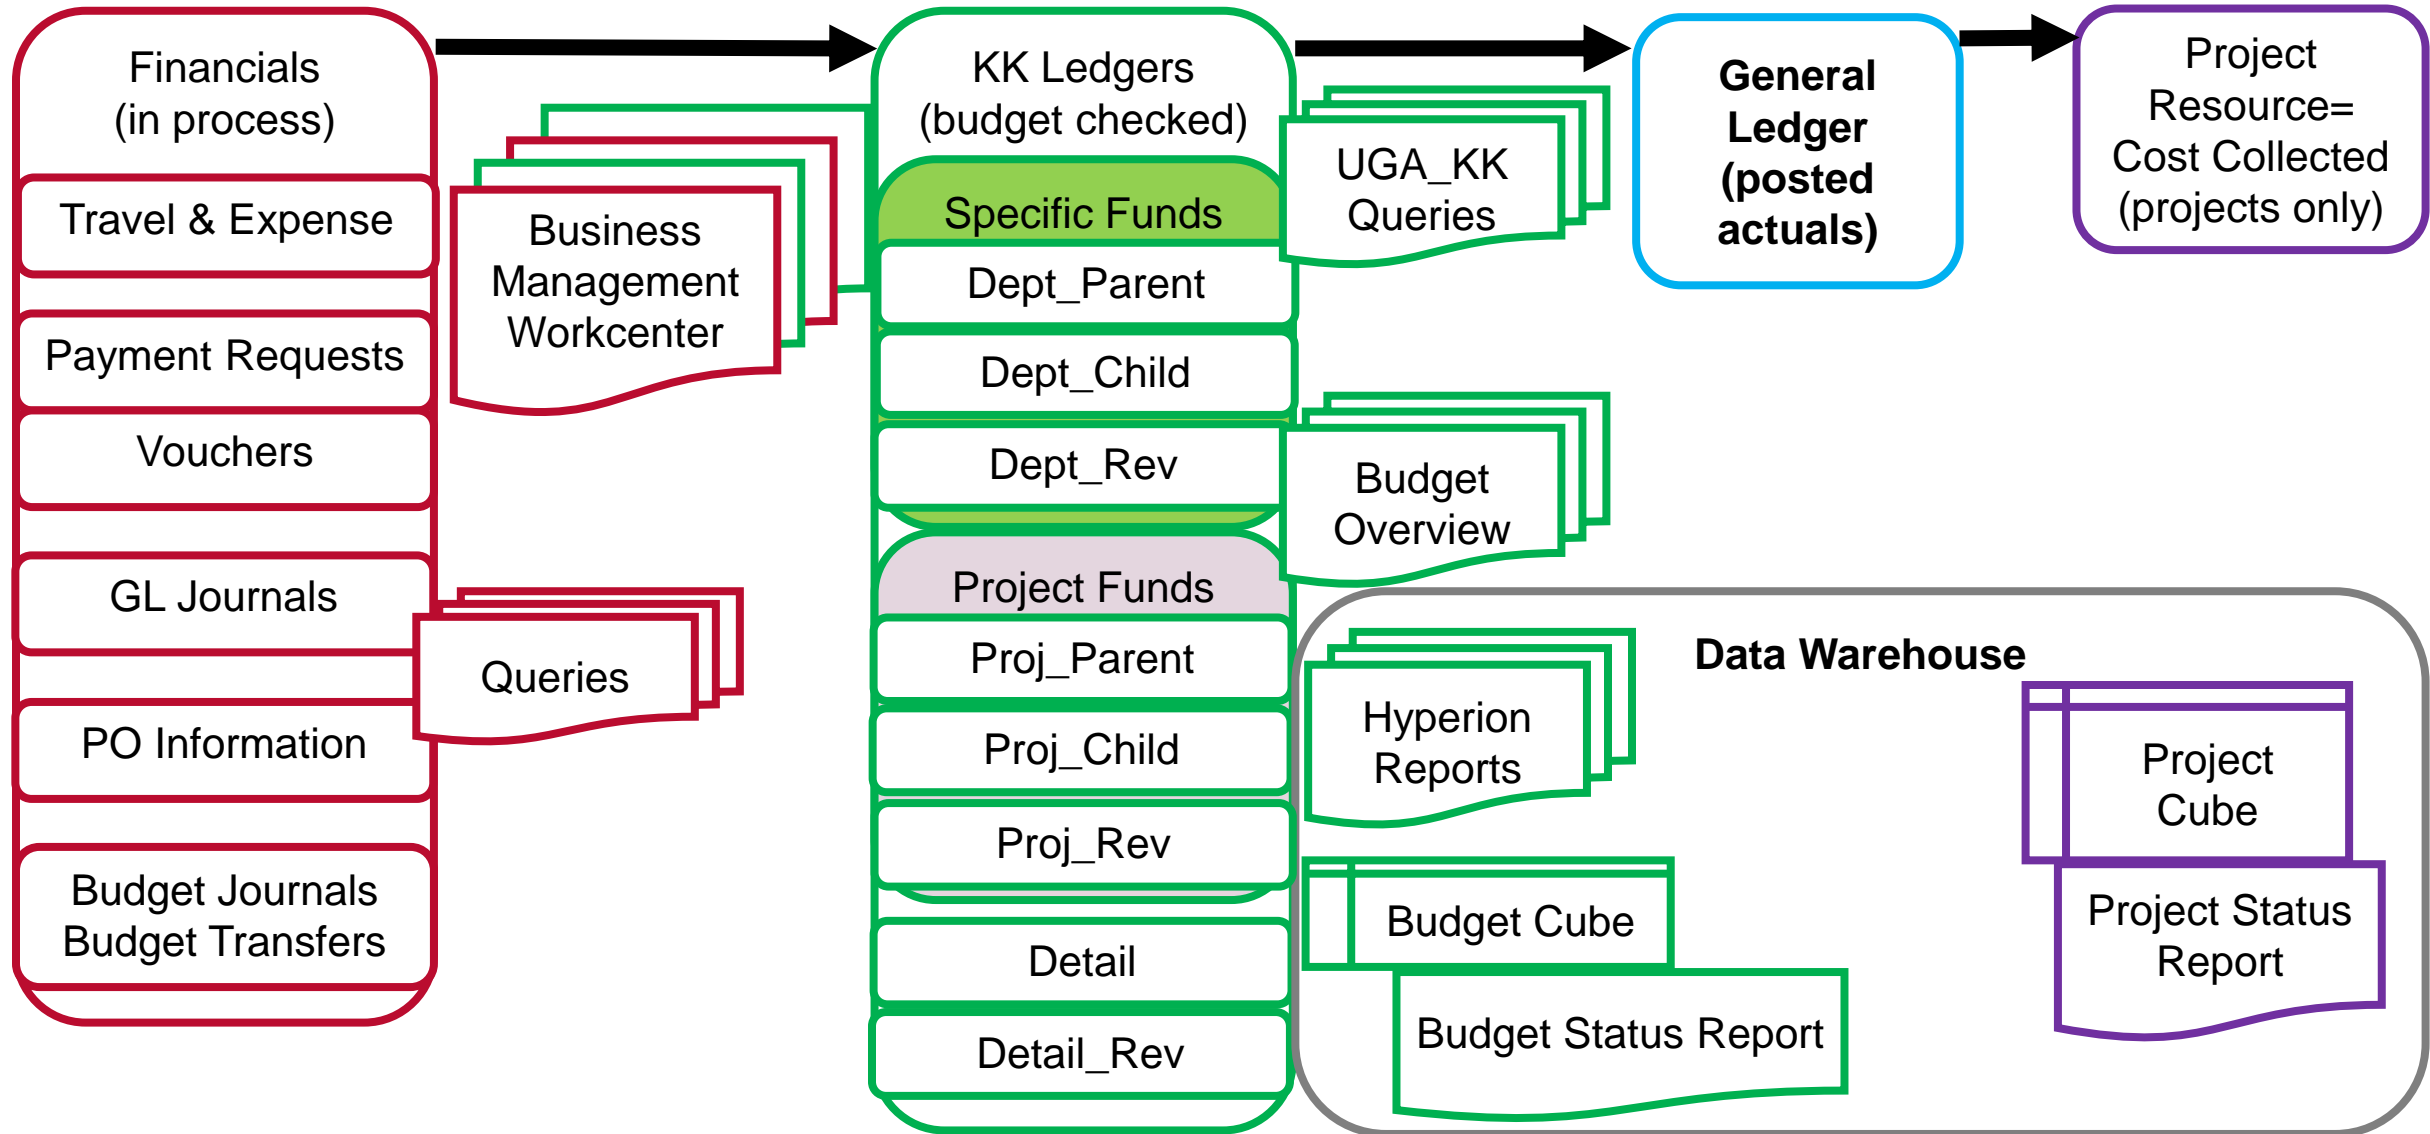 Financials
(in process)
Travel & Expense
Payment Requests
Vouchers
GL Journals
PO Information
Budget Journals
Budget Transfers
Business
Management
Workcenter
Queries
KK Ledgers
(budget checked)
Specific Funds
Dept_Parent
Dept_Child
Dept_Rev
Project Funds
Proj_Parent
Proj_Child
Proj_Rev
Detail
Detail_Rev
UGA_KK
Queries
Budget
Overview
General
Ledger
(posted
actuals)
Project
Resource=
Cost Collected
(projects only)
Data Warehouse
Hyperion
Reports
Budget Cube
Budget Status Report
Project
Cube
Project Status
Report